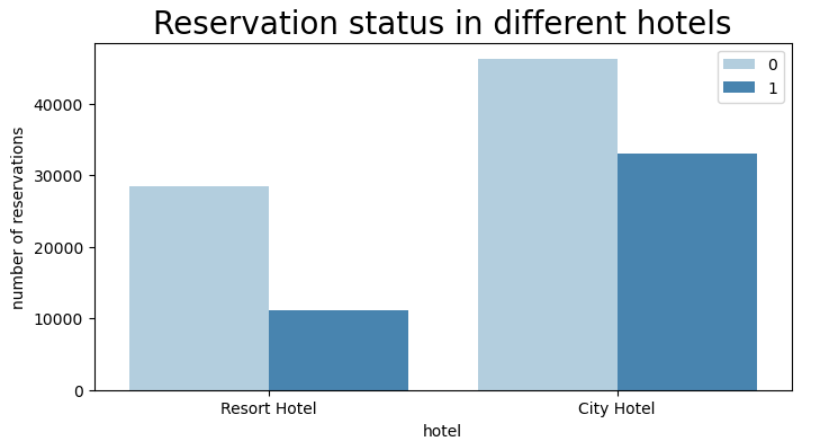 Reservation status in different hotels
0
1
number of reservations
40000
30000
20000
10000
0
Resort Hotel
City Hotel
hotel